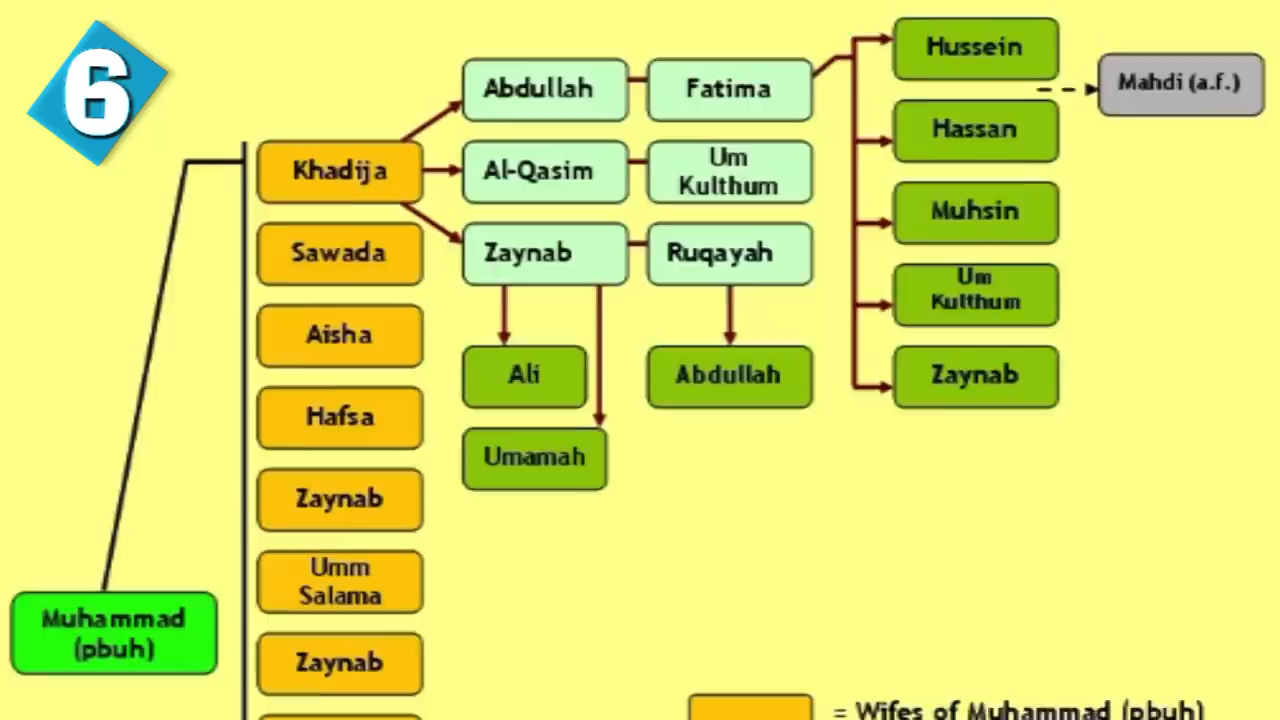 6
Hussein
Mahdi (a.f.)
Abdullah
Fatima
Hassan
Khadija
Al-Qasim
Um
Kulthum
Muhsin
Sawada
Zaynab
Ruqayah
Um
Kulthum
Aisha
Ali
Abdullah
Zaynab
Hafsa
Umamah
Zaynab
Umm
Salama
Muhammad
(pbuh)
Zaynab
= Wifes of Muhammad (pbuh)